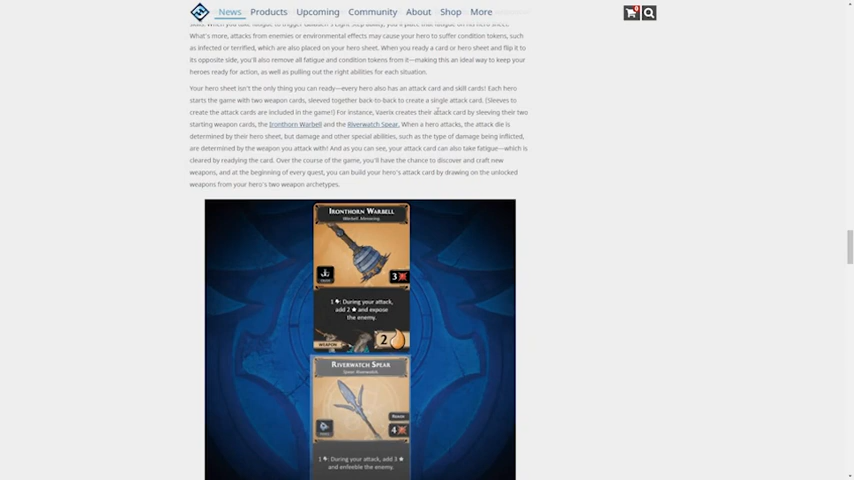 News Products Upcoming Community About Shop More
What's more, attacks from enemies or environmental effects may cause your hero to suffer condition tokens, such
as infected or terrified, which are also placed on your hero sheet. When you ready a card or hero sheet and flip it to
its opposite side, you'll also remove all fatigue and condition tokens from it—making this an ideal way to keep your
heroes ready for action, as well as pulling out the right abilities for each situation.
Your hero sheet isn't the only thing you can ready—every hero also has an attack card and skill cards! Each hero
starts the game with two weapon cards, sleeved together back-to-back to create a single attack card. (Sleeves to
create the attack cards are included in the game!) For instance, Vaerix creates their attack card by sleeving their two
starting weapon cards, the Ironthorn Warbell and the Riverwatch Spear. When a hero attacks, the attack die is
determined by their hero sheet, but damage and other special abilities, such as the type of damage being inflicted,
are determined by the weapon you attack with! And as you can see, your attack card can also take fatigue—which is
cleared by readying the card. Over the course of the game, you'll have the chance to discover and craft new
weapons, and at the beginning of every quest, you can build your hero's attack card by drawing on the unlocked
weapons from your hero's two weapon archetypes.
Ironthorn Warbell
3
1 : During your attack,
add 2 and expose
the enemy.
WEAPON
2
Riverwatch Spear
4
1 : During your attack, add 3
and enfeeble the enemy.